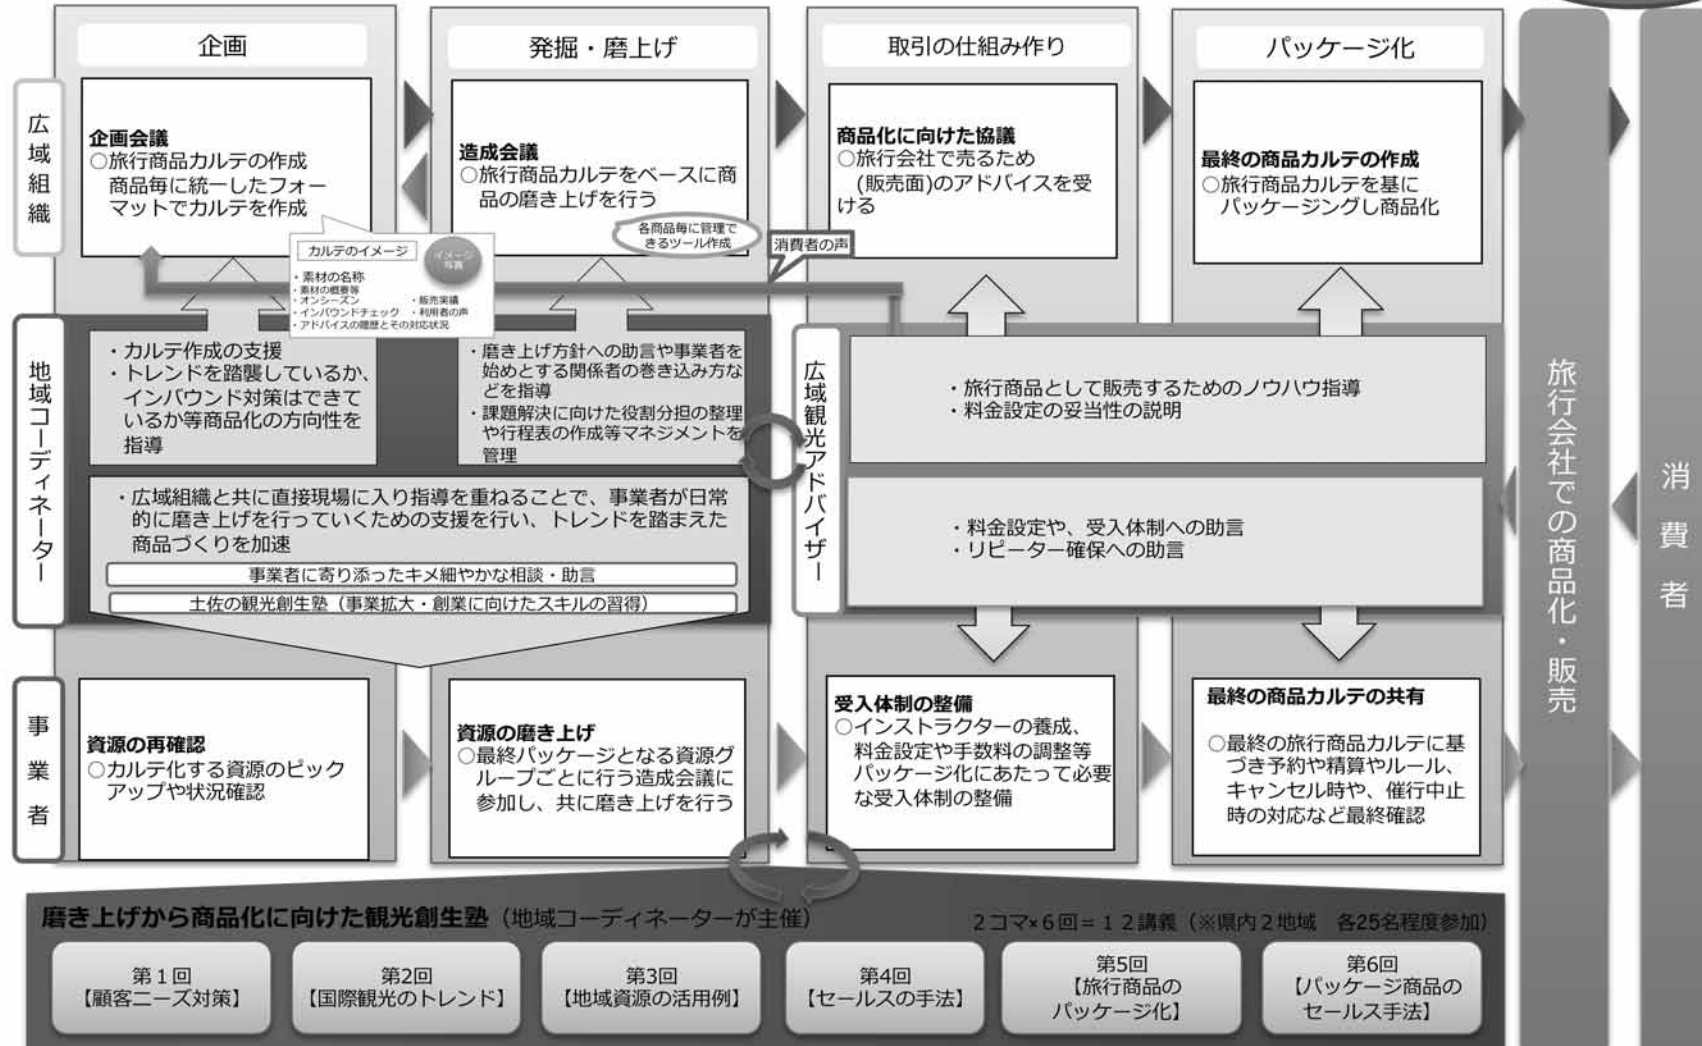 企画
発掘・磨上げ
取引の仕組み作り
パッケージ化
広域組織
企画会議
○旅行商品カルテの作成
商品毎に統一したフォー
マットでカルテを作成
造成会議
○旅行商品カルテをベースに商
品の磨き上げを行う
各商品毎に管理で
きるツール作成
消費者の声
商品化に向けた協議
○旅行会社で売るため
(販売面)のアドバイスを受
ける
最終の商品カルテの作成
○旅行商品カルテを基に
パッケージングし商品化
カルテのイメージ
イメージ
写真
・素材の名称
・素材の概要等
・オンシーズン ・販売実績
・インバウンドチェック ・利用者の声
・アドバイスの履歴とその対応状況
地域コーディネーター
・カルテ作成の支援
・トレンドを踏襲しているか、
インバウンド対策はできて
いるか等商品化の方向性を
指導
・磨き上げ方針への助言や事業者を
始めとする関係者の巻き込み方な
どを指導
・課題解決に向けた役割分担の整理
や行程表の作成等マネジメントを
管理
・広域組織と共に直接現場に入り指導を重ねることで、事業者が日常
的に磨き上げを行っていくための支援を行い、トレンドを踏まえた
商品づくりを加速
事業者に寄り添ったキメ細やかな相談・助言
土佐の観光創生塾（事業拡大・創業に向けたスキルの習得）
広域観光アドバイザー
・旅行商品として販売するためのノウハウ指導
・料金設定の妥当性の説明
・料金設定や、受入体制への助言
・リピーター確保への助言
事業者
資源の再確認
○カルテ化する資源のピック
アップや状況確認
資源の磨き上げ
○最終パッケージとなる資源グ
ループごとに行う造成会議に
参加し、共に磨き上げを行う
受入体制の整備
○インストラクターの養成、
料金設定や手数料の調整等
パッケージ化にあたって必要
な受入体制の整備
最終の商品カルテの共有
○最終の旅行商品カルテに基
づき予約や精算やルール、
キャンセル時や、催行中止
時の対応など最終確認
旅行会社での商品化・販売
消費者
磨き上げから商品化に向けた観光創生塾（地域コーディネーターが主催）
２コマ×６回＝１２講義（※県内２地域　各25名程度参加）
第１回
【顧客ニーズ対策】
第2回
【国際観光のトレンド】
第3回
【地域資源の活用例】
第4回
【セールスの手法】
第5回
【旅行商品の
パッケージ化】
第6回
【パッケージ商品の
セールス手法】